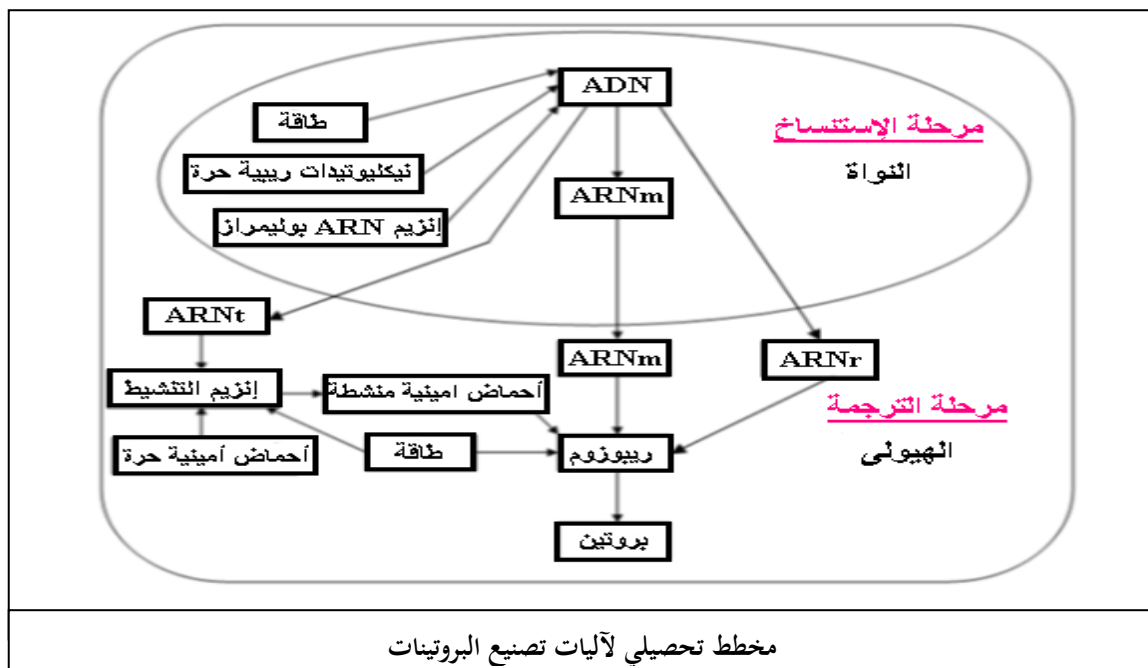 ADN
طاقة
مرحلة الإستنساخ
نيكليوتيدات ريبية حرة
النواة
ARNm
إنزيم ARN بوليمراز
ARNt
ARNm
ARNr
إنزيم التنشيط
أحماض امينية منشطة
مرحلة الترجمة
أحماض أمينية حرة
طاقة
ريبوزوم
الهيولى
بروتين
مخطط تحصيلي لآليات تصنيع البروتينات